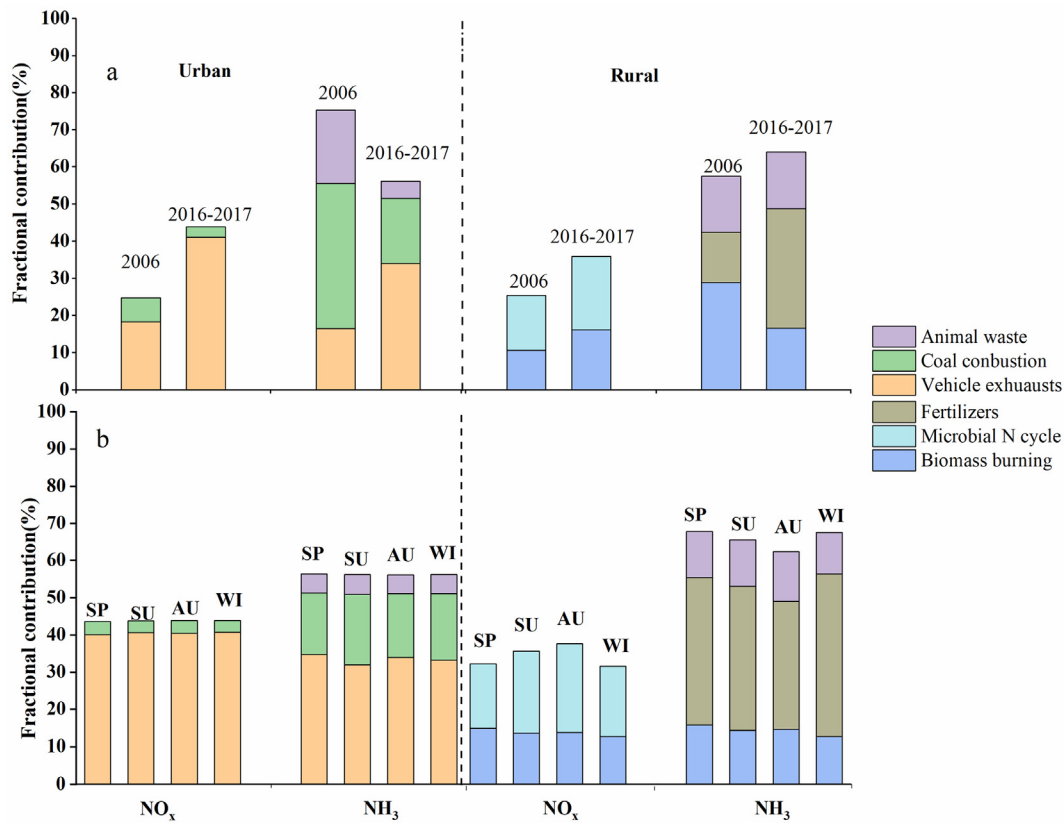 Fractional contribution(%)
100
90
80
70
60
50
40
30
20
10
0
a
Urban
Rural
2006
2016-2017
2006
2016-2017
2006
2016-2017
2006
2016-2017
Animal waste
Coal conbustion
Vehicle exhuausts
Fertilizers
Microbial N cycle
Biomass burning
Fractional contribution(%)
100
90
80
70
60
50
40
30
20
10
0
b
SP
SU
AU
WI
SP
SU
AU
WI
SP
SU
AU
WI
SP
SU
AU
WI
NOx
NH3
NOx
NH3